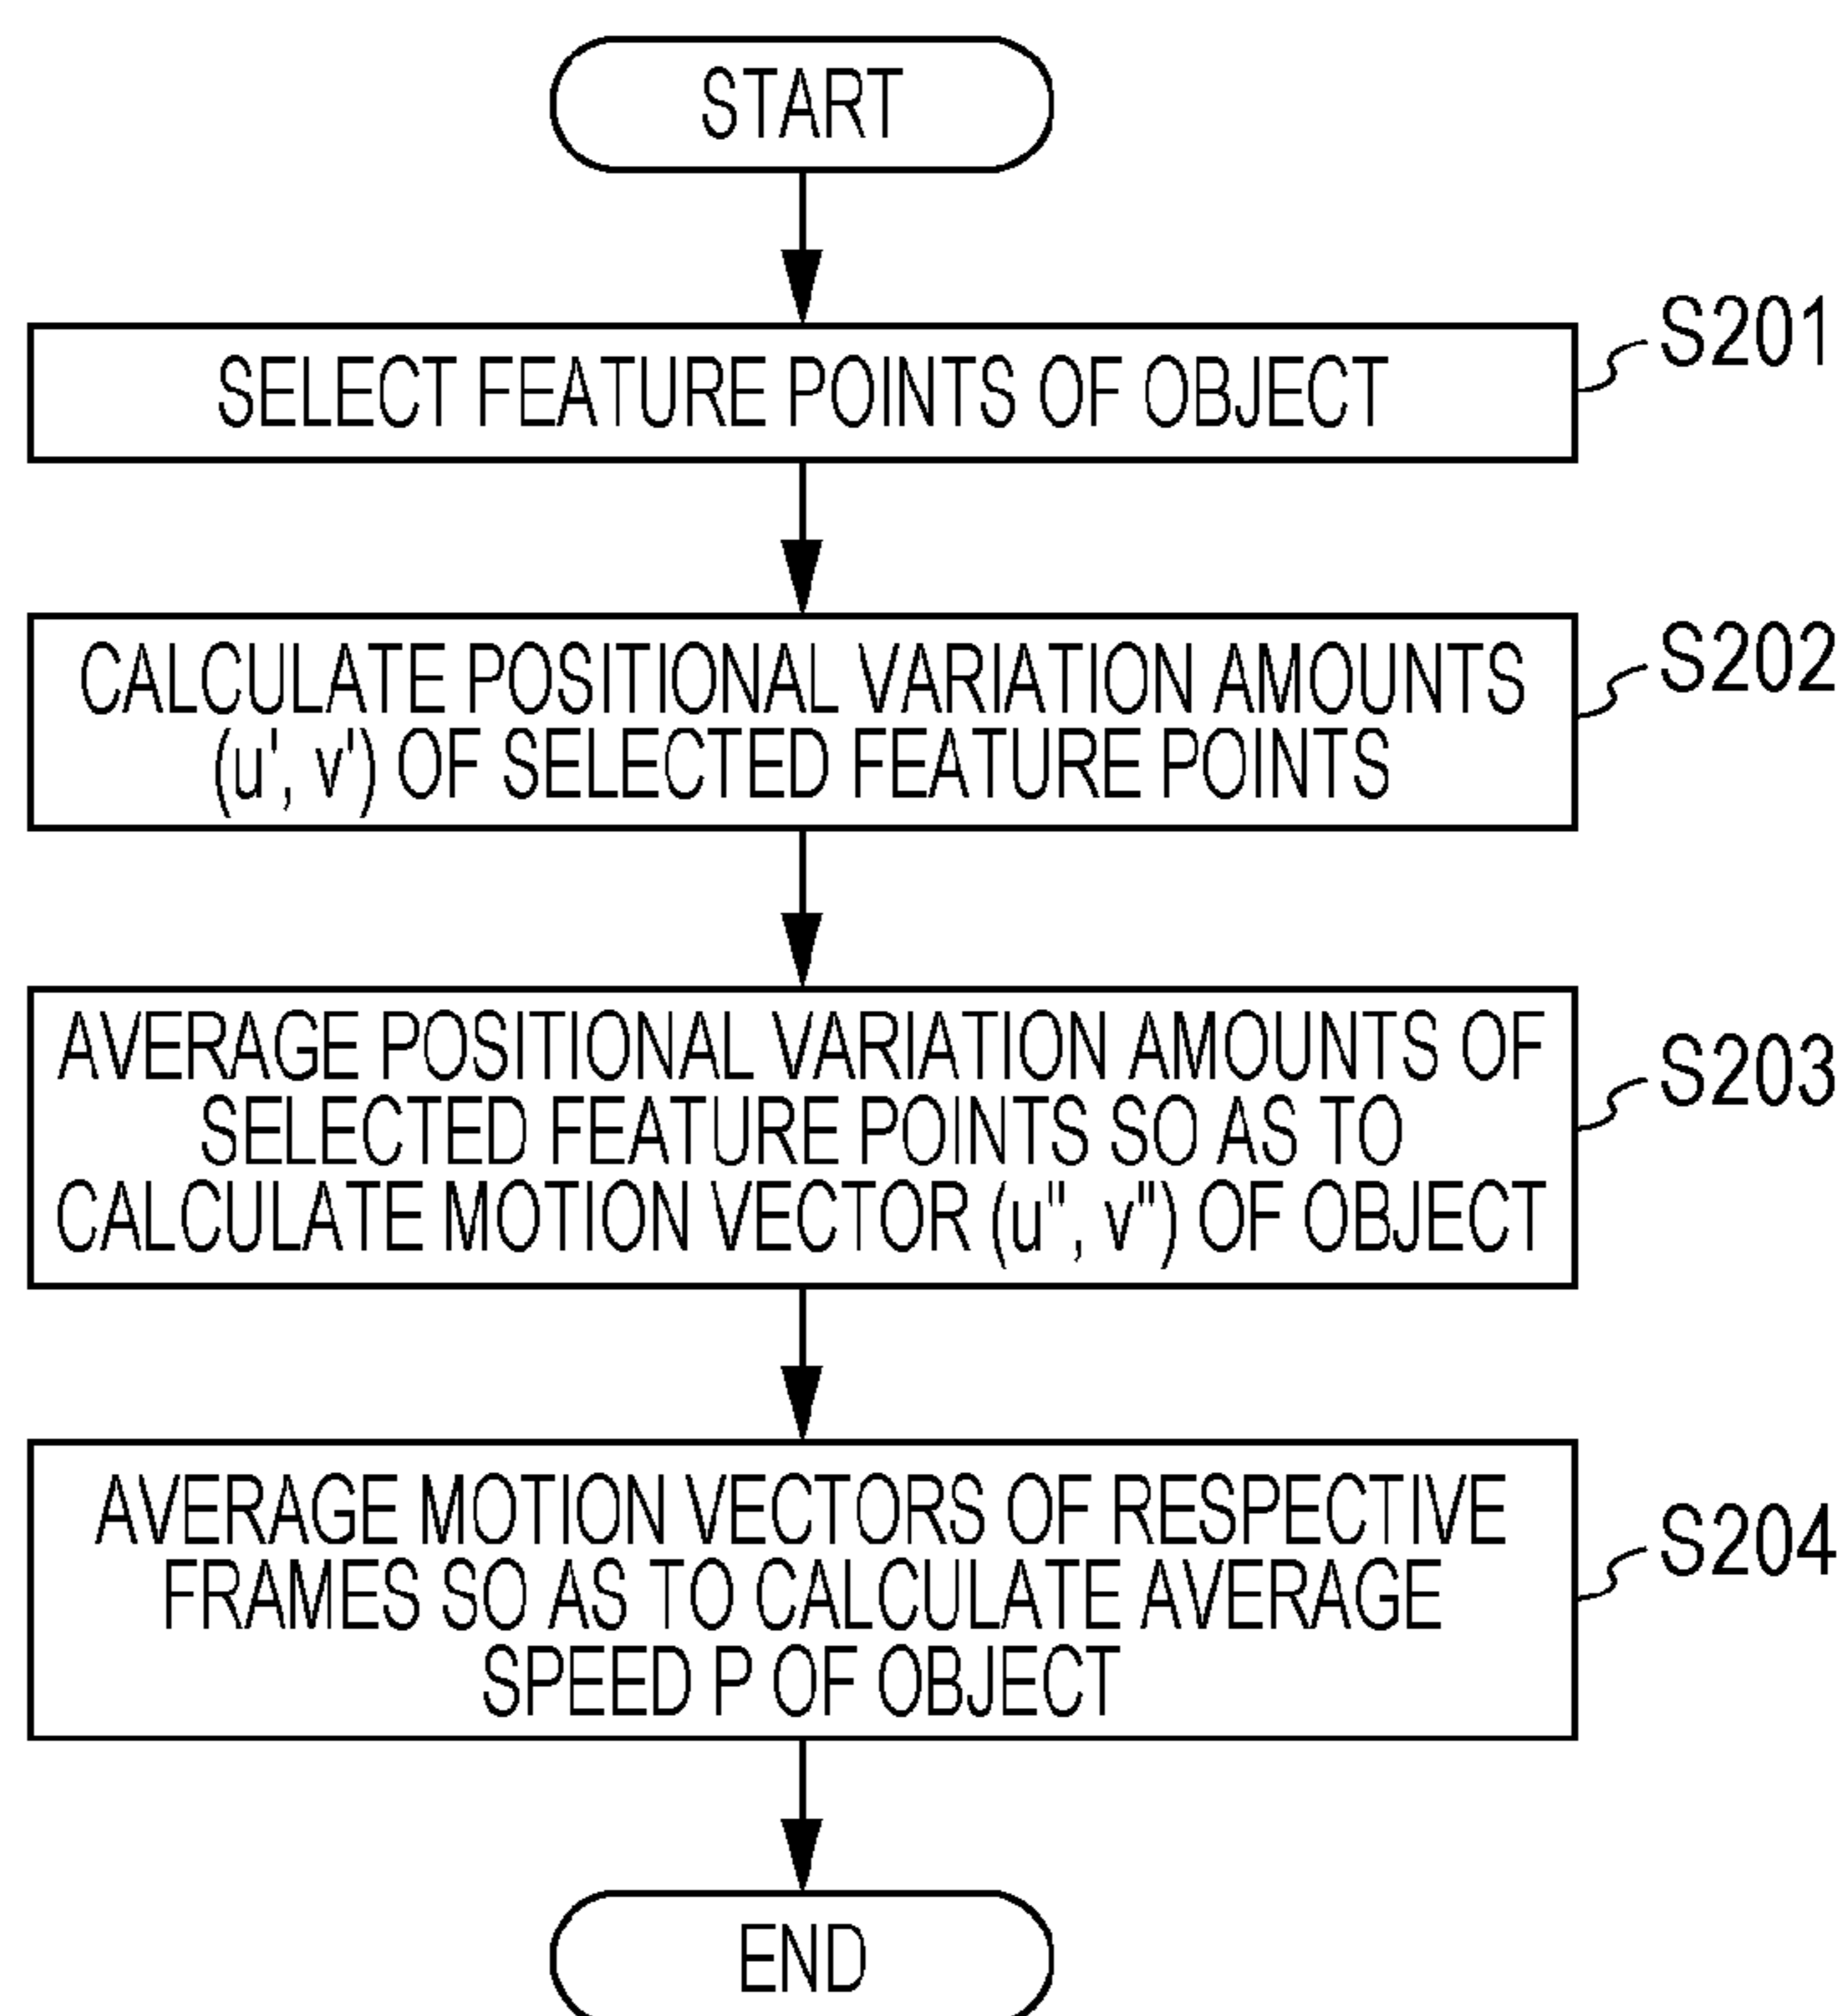 START
SELECT FEATURE POINTS OF OBJECT
S201
CALCULATE POSITIONAL VARIATION AMOUNTS
(u', v') OF SELECTED FEATURE POINTS
S202
AVERAGE POSITIONAL VARIATION AMOUNTS OF
SELECTED FEATURE POINTS SO AS TO
CALCULATE MOTION VECTOR (u", v") OF OBJECT
S203
AVERAGE MOTION VECTORS OF RESPECTIVE
FRAMES SO AS TO CALCULATE AVERAGE
SPEED P OF OBJECT
S204
END